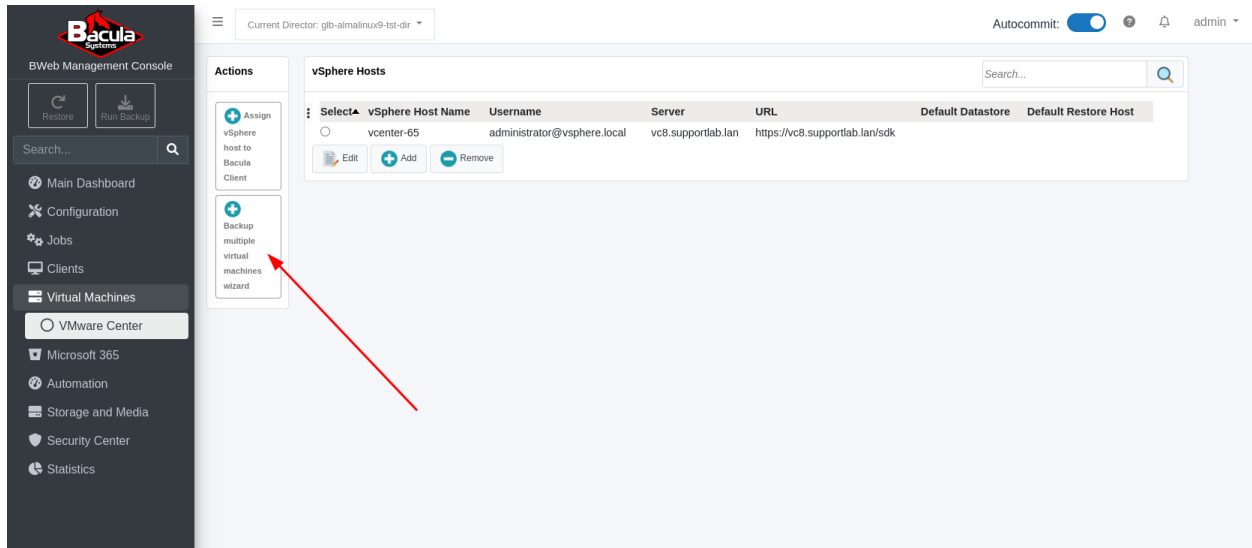 Bacula
Systems
BWeb Management Console
Restore
Run Backup
Search...
Main Dashboard
Configuration
Jobs
Clients
Virtual Machines
VMware Center
Microsoft 365
Automation
Storage and Media
Security Center
Statistics
Current Director: glb-almalinux9-tst-dir
Autocommit:
admin
Actions
Assign
vSphere
host to
Bacula
Client
Backup
multiple
virtual
machines
wizard
vSphere Hosts
Search...
Select vSphere Host Name Username Server URL Default Datastore Default Restore Host
vcenter-65 administrator@vsphere.local vc8.supportlab.lan https://vc8.supportlab.lan/sdk
Edit Add Remove